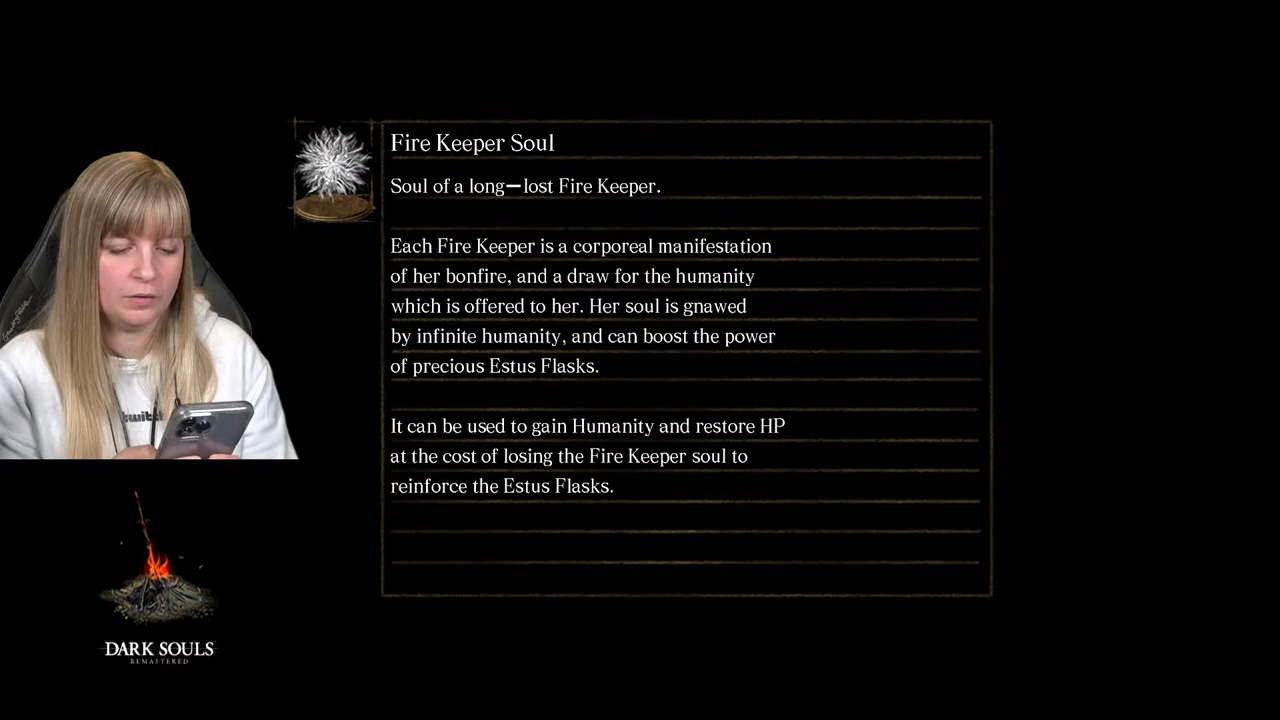 Fire Keeper Soul
Soul of a long—lost Fire Keeper.
Each Fire Keeper is a corporeal manifestation
of her bonfire, and a draw for the humanity
which is offered to her. Her soul is gnawed
by infinite humanity, and can boost the power
of precious Estus Flasks.
It can be used to gain Humanity and restore HP
at the cost of losing the Fire Keeper soul to
reinforce the Estus Flasks.
twitch
DARK SOULS
REMASTERED